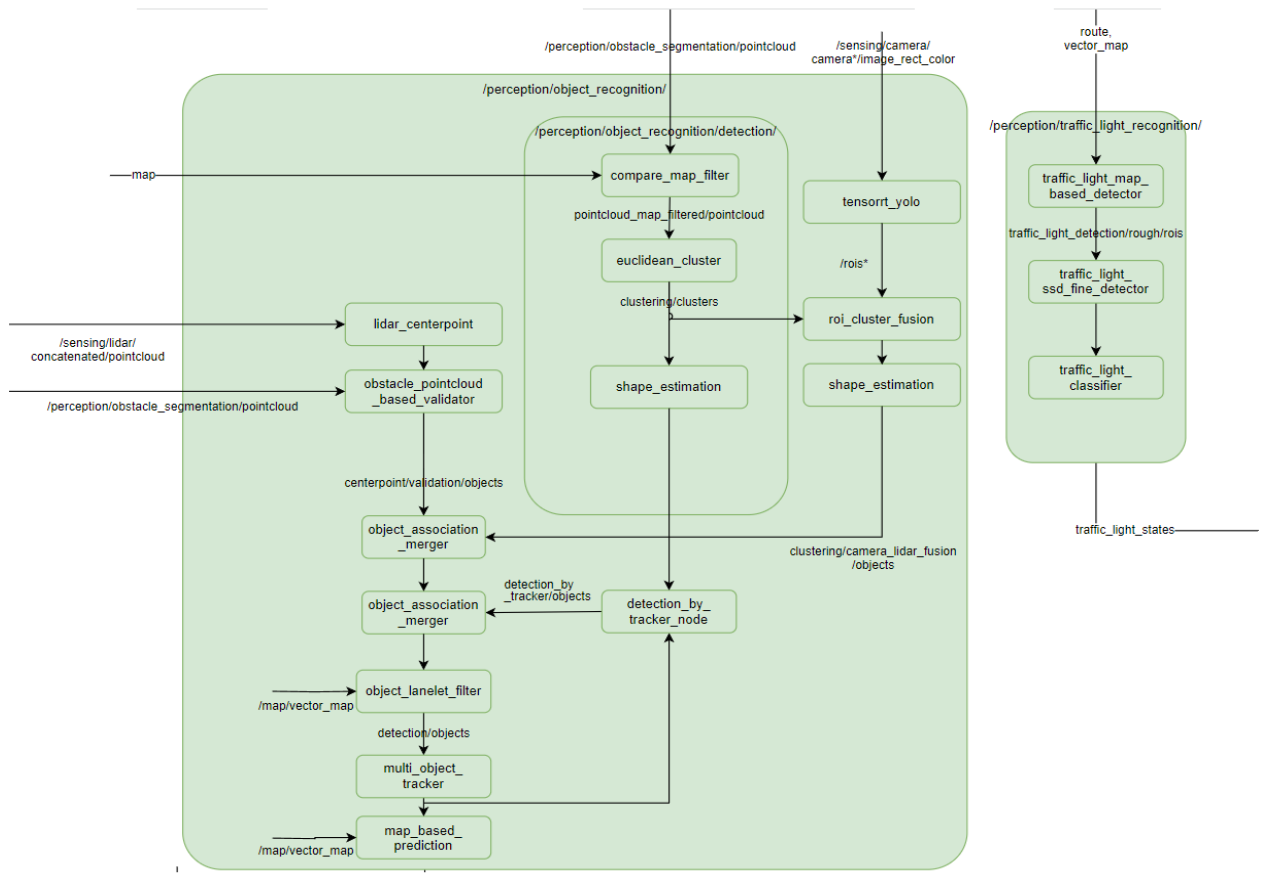 /perception/obstacle_segmentation/pointcloud
/sensing/camera/
camera*/image_rect_color
route,
vector_map
/perception/object_recognition/
/perception/object_recognition/detection/
/perception/traffic_light_recognition/
map
compare_map_filter
traffic_light_map_
based_detector
tensorrt_yolo
pointcloud_map_filtered/pointcloud
traffic_light_detection/rough/rois
euclidean_cluster
/rois*
traffic_light_
ssd_fine_detector
clustering/clusters
lidar_centerpoint
roi_cluster_fusion
/sensing/lidar/
concatenated/pointcloud
obstacle_pointcloud
_based_validator
shape_estimation
shape_estimation
traffic_light_
classifier
/perception/obstacle_segmentation/pointcloud
centerpoint/validation/objects
object_association
_merger
traffic_light_states
clustering/camera_lidar_fusion
/objects
detection_by
_tracker/objects
object_association
_merger
detection_by_
tracker_node
object_lanelet_filter
/map/vector_map
detection/objects
multi_object_
tracker
map_based_
prediction
/map/vector_map